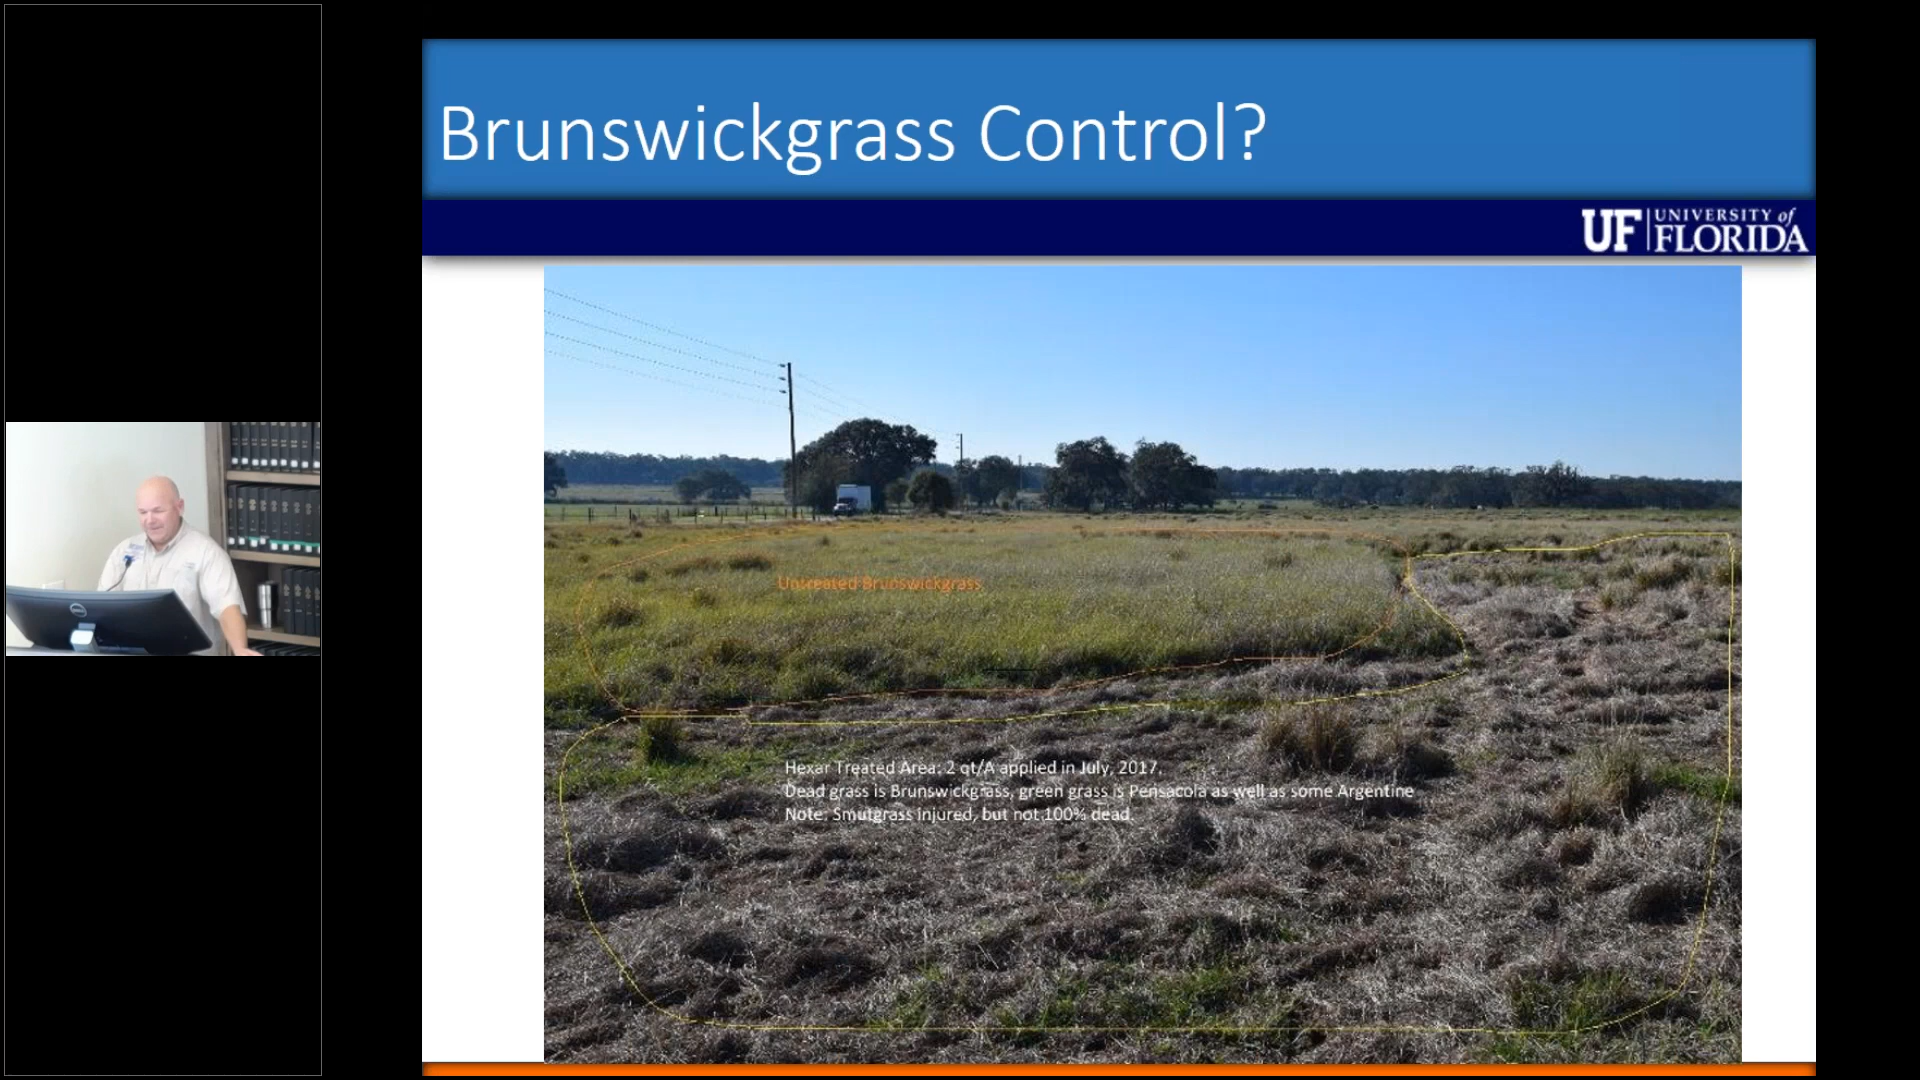 Brunswickgrass Control?
UF UNIVERSITY of
FLORIDA
Untreated Brunswickgrass
Hexar Treated Area: 2 qt/A applied in July, 2017.
Dead grass is Brunswickgrass, green grass is Pensacola as well as some Argentine
Note: Smutgrass injured, but not 100% dead.
DELL